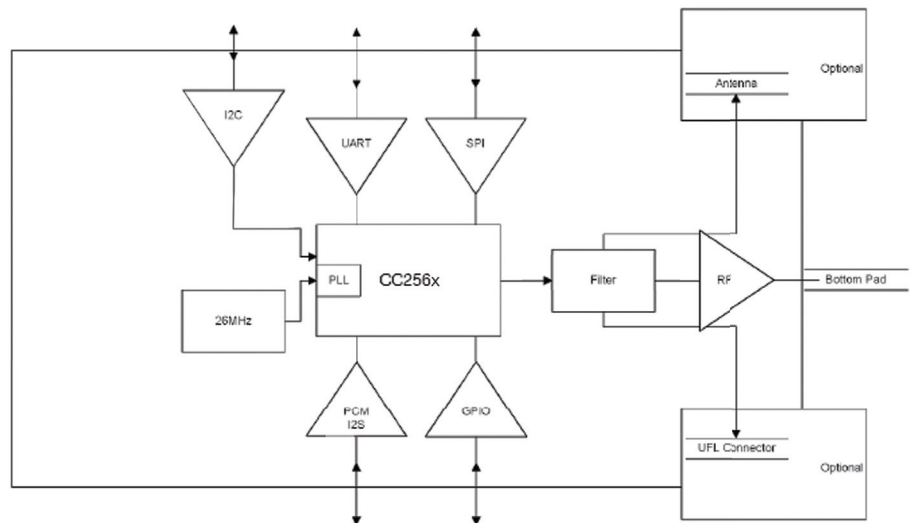 Optional
Antenna
I2C
UART
SPI
CC256x
PLL
Filter
RF
Bottom Pad
26MHz
PCM
I2S
GPIO
UFL Connector
Optional